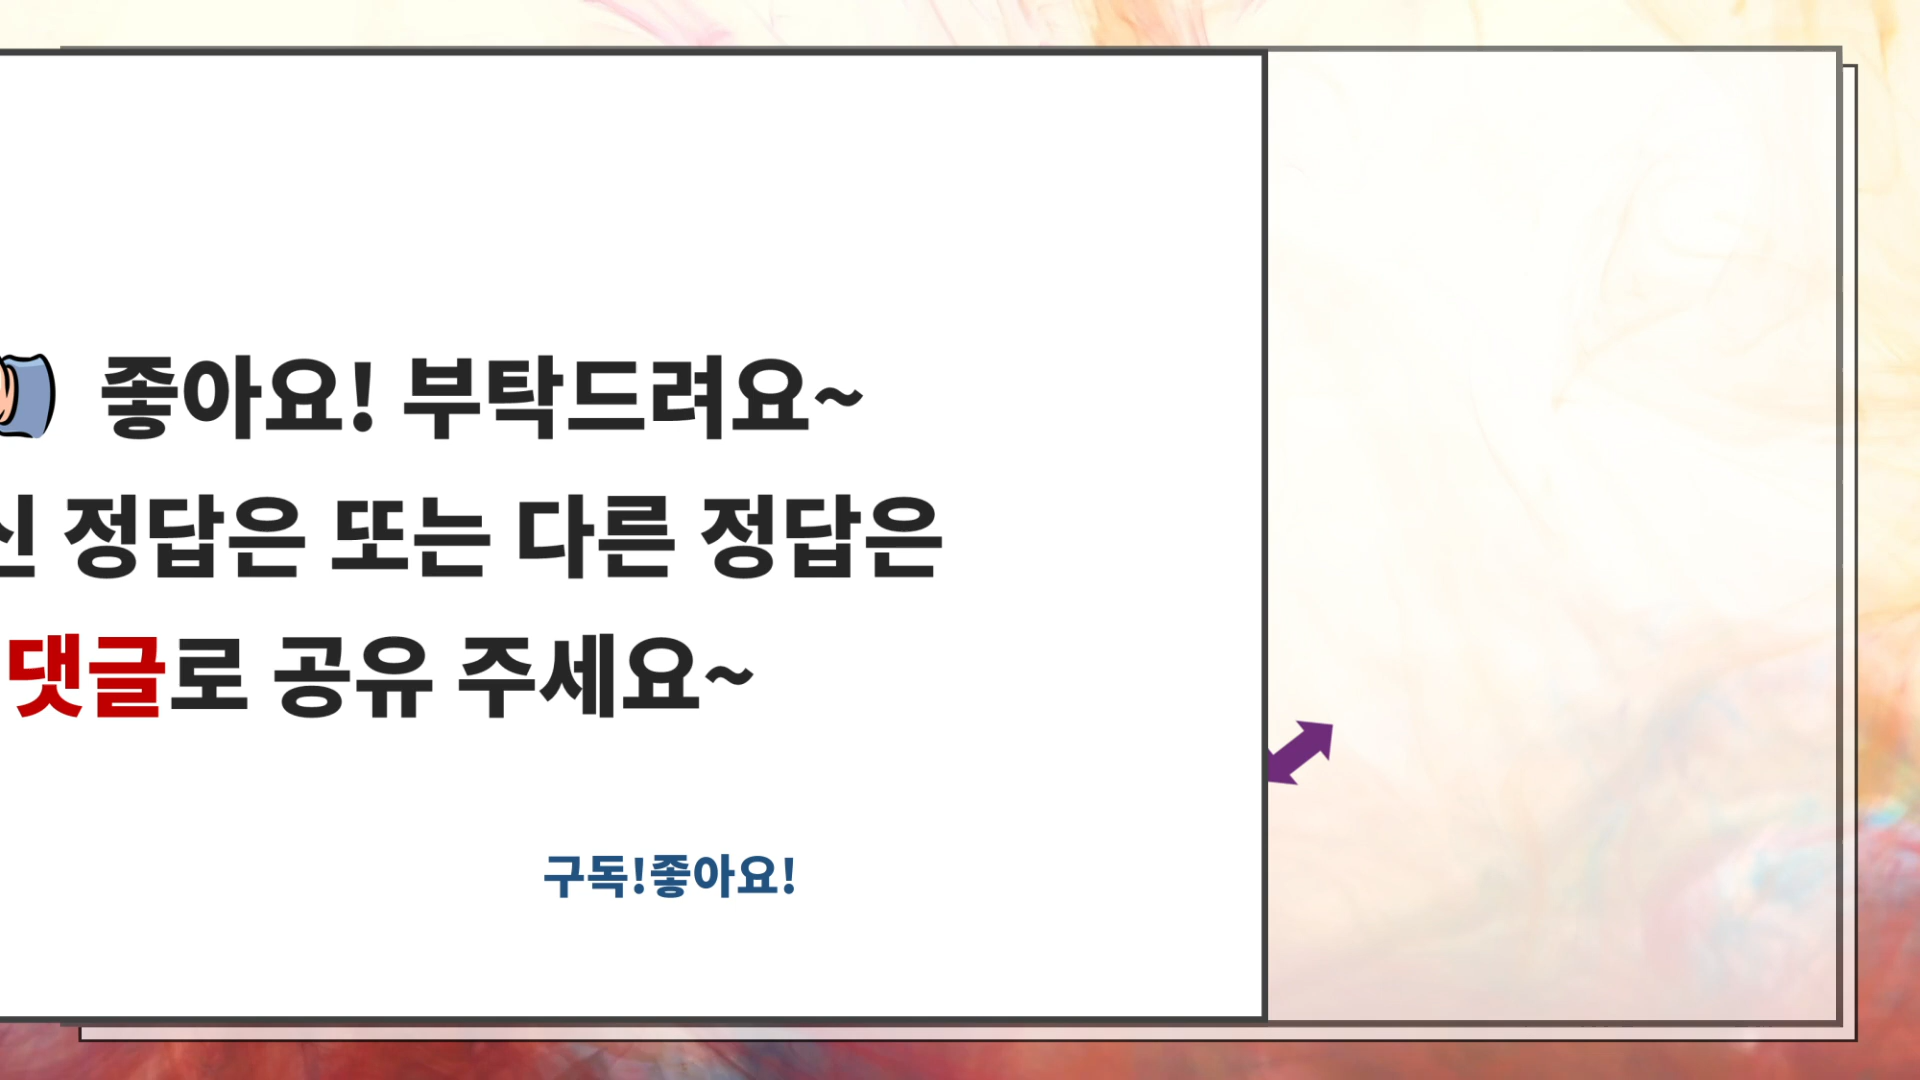 좋아요! 부탁드려요~
정답은 또는 다른 정답은
댓글로 공유 주세요~
구독!좋아요!